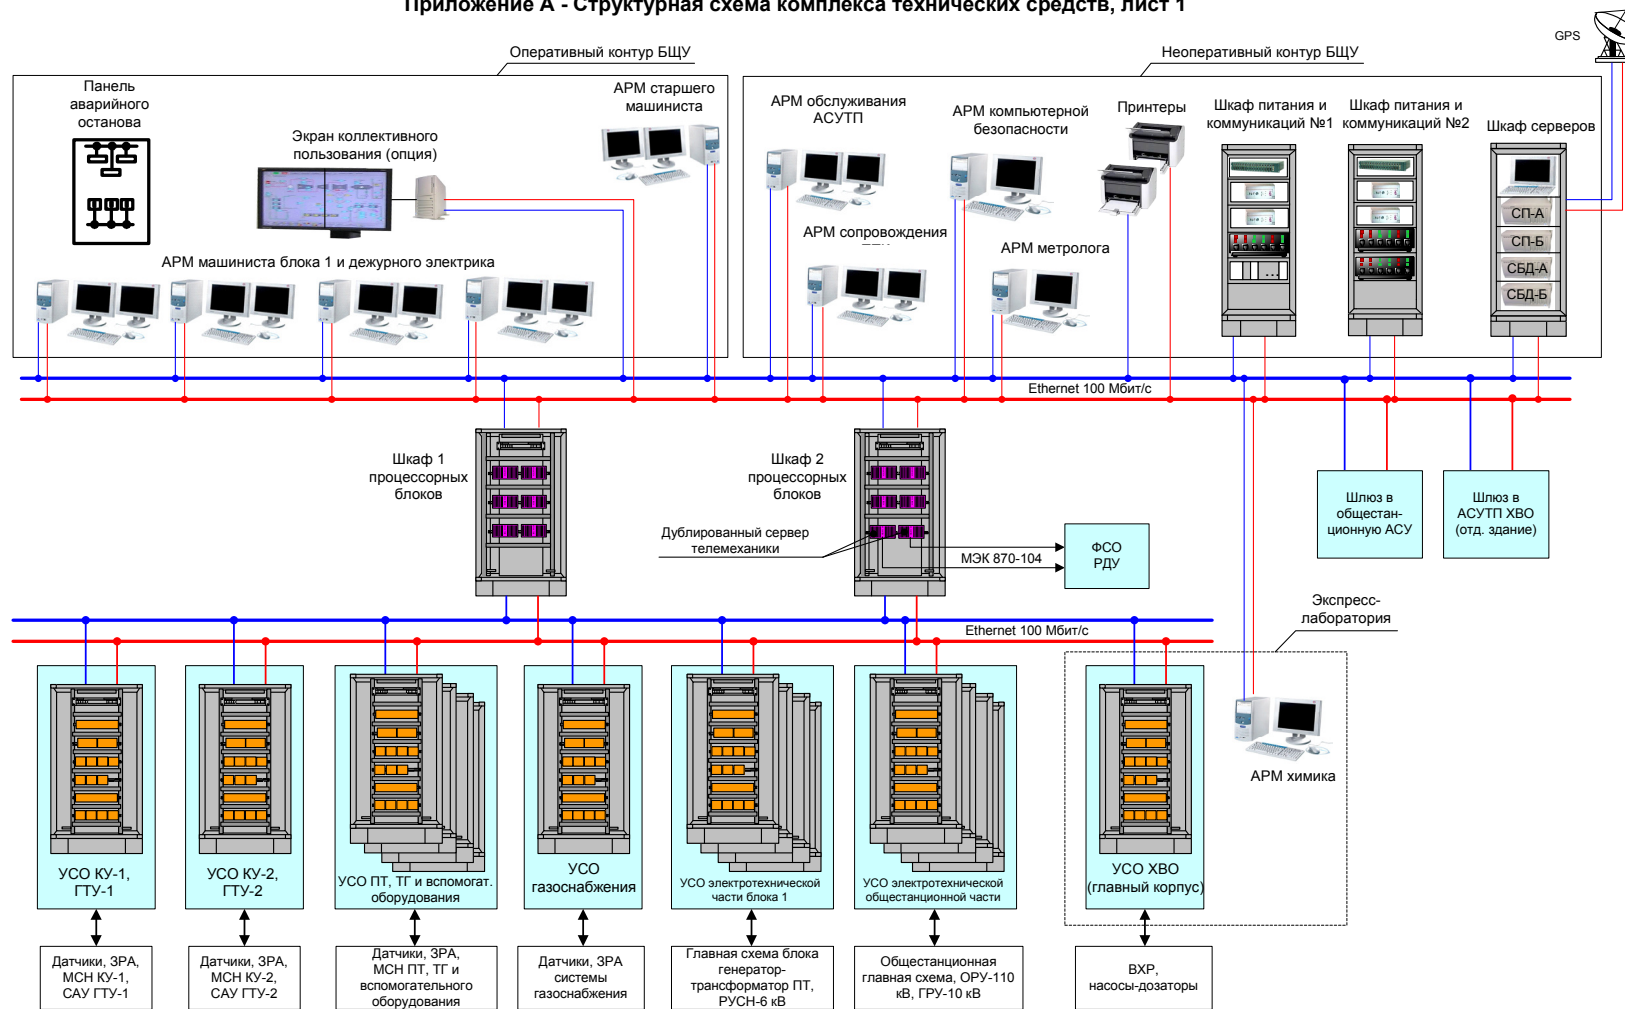 Приложение А - Структурная схема комплекса технических средств, лист 1
GPS
Оперативный контур БЩУ
Неоперативный контур БЩУ
Панель
аварийного
останова
Экран коллективного
пользования (опция)
АРМ старшего
машиниста
АРМ обслуживания
АСУТП
АРМ компьютерной
безопасности
Принтеры
Шкаф питания и
коммуникаций №1
Шкаф питания и
коммуникаций №2
Шкаф серверов
СП-А
СП-Б
СБД-А
СБД-Б
АРМ машиниста блока 1 и дежурного электрика
АРМ сопровождения
АРМ метролога
Ethernet 100 Мбит/с
Шкаф 1
процессорных
блоков
Шкаф 2
процессорных
блоков
Дублированный сервер
телемеханики
МЭК 870-104
ФСО
РДУ
Шлюз в
общестан-
ционную АСУ
Шлюз в
АСУТП ХВО
(отд. здание)
Экспресс-
лаборатория
Ethernet 100 Мбит/с
АРМ химика
УСО КУ-1,
ГТУ-1
УСО КУ-2,
ГТУ-2
УСО ПТ, ТГ и вспомогат.
оборудования
УСО
газоснабжения
УСО электротехнической
части блока 1
УСО электротехнической
общестанционной части
УСО ХВО
(главный корпус)
Датчики, ЗРА,
МСН КУ-1,
САУ ГТУ-1
Датчики, ЗРА,
МСН КУ-2,
САУ ГТУ-2
Датчики, ЗРА,
МСН ПТ, ТГ и
вспомогательного
оборудования
Датчики, ЗРА
системы
газоснабжения
Главная схема блока
генератор-
трансформатор ПТ,
РУСН-6 кВ
Общестанционная
главная схема, ОРУ-110
кВ, ГРУ-10 кВ
ВХР,
насосы-дозаторы